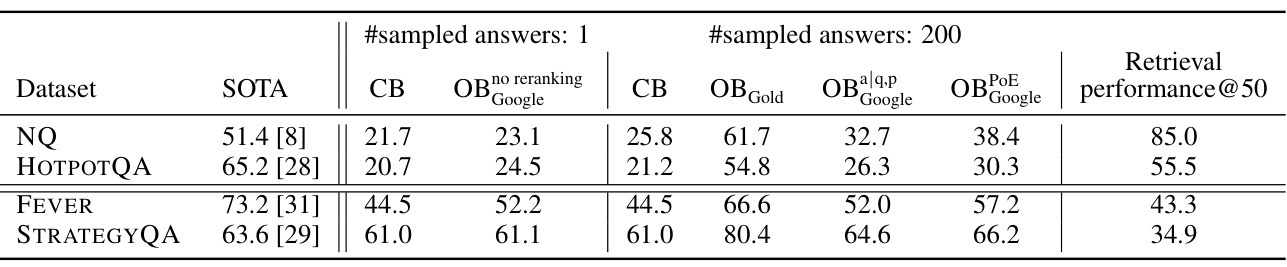 #sampled answers: 1 #sampled answers: 200
Dataset SOTA CB OB no reranking Google CB OB Gold OB a|q,p Google OB PoE Google Retrieval performance@50
NQ 51.4 [8] 21.7 23.1 25.8 61.7 32.7 38.4 85.0
HOTPOTQA 65.2 [28] 20.7 24.5 21.2 54.8 26.3 30.3 55.5
FEVER 73.2 [31] 44.5 52.2 44.5 66.6 52.0 57.2 43.3
STRATEGYQA 63.6 [29] 61.0 61.1 61.0 80.4 64.6 66.2 34.9